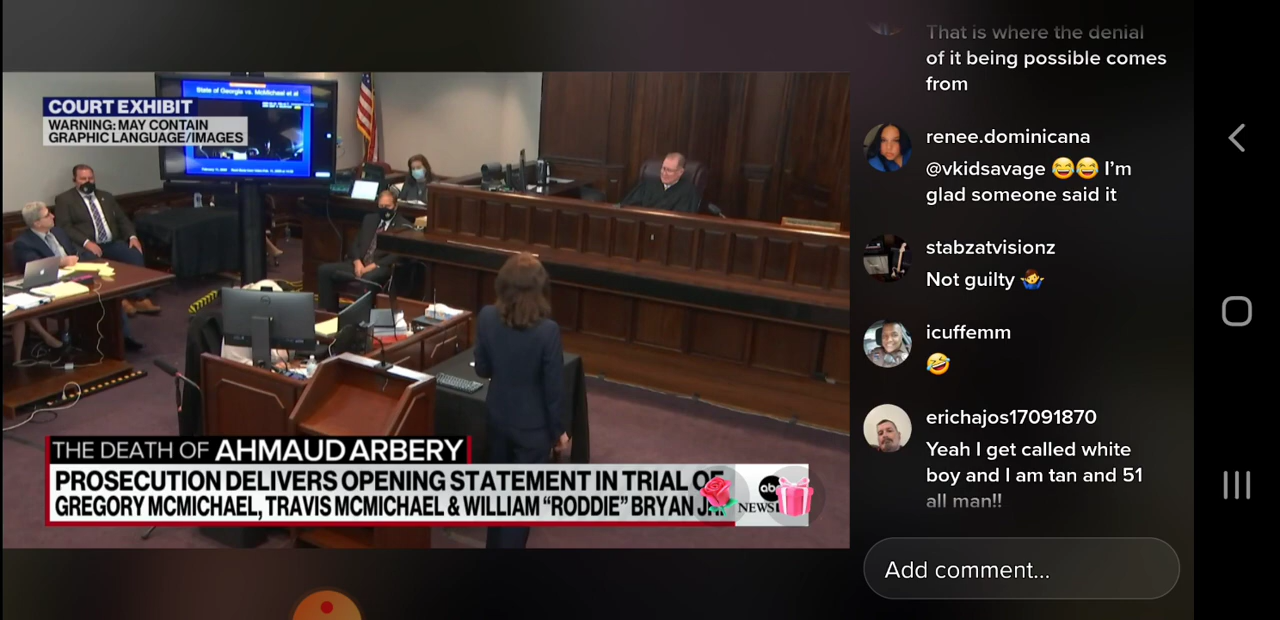 COURT EXHIBIT
WARNING: MAY CONTAIN
GRAPHIC LANGUAGE/IMAGES
State of Georgia vs. McMichael et al
THE DEATH OF AHMAUD ARBERY
PROSECUTION DELIVERS OPENING STATEMENT IN TRIAL OF
GREGORY MCMICHAEL, TRAVIS MCMICHAEL & WILLIAM “RODDIE” BRYAN
abc
NEWS
That is where the denial
of it being possible comes
from
renee.dominicana
@vkidsavage 😂😂 I’m
glad someone said it
stabzatvisionz
Not guilty 🤷‍♂️
icuffemm
🤣
erichajos17091870
Yeah I get called white
boy and I am tan and 51
all man!!
Add comment...